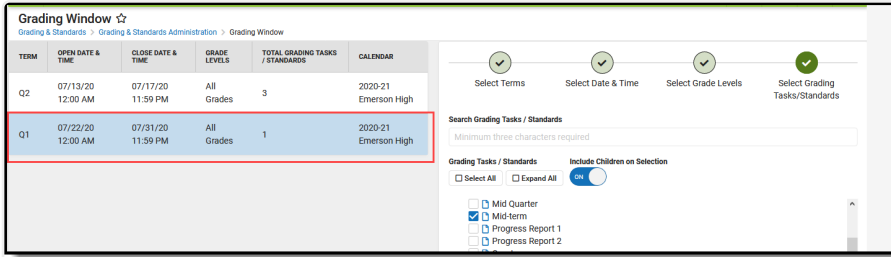 Grading Window ☆
Grading & Standards > Grading & Standards Administration > Grading Window
TERM OPEN DATE & TIME CLOSE DATE & TIME GRADE LEVELS TOTAL GRADING TASKS / STANDARDS CALENDAR
Q2 07/13/20 12:00 AM 07/17/20 11:59 PM All Grades 3 2020-21 Emerson High
Q1 07/22/20 12:00 AM 07/31/20 11:59 PM All Grades 1 2020-21 Emerson High
Select Terms Select Date & Time Select Grade Levels Select Grading Tasks/Standards
Search Grading Tasks / Standards
Minimum three characters required
Grading Tasks / Standards Include Children on Selection
Select All Expand All ON
Mid Quarter
Mid-term
Progress Report 1
Progress Report 2